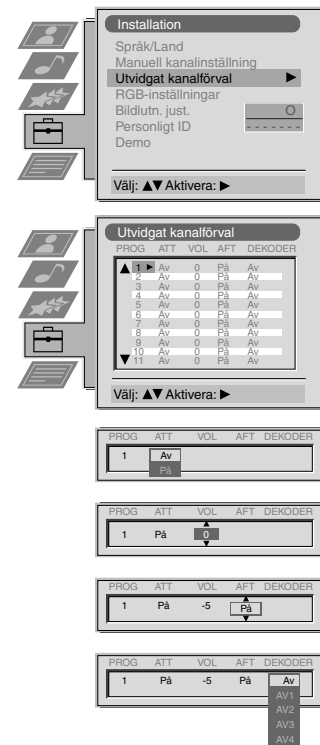 Installation
Språk/Land
Manuell kanalinställning
Utvidgat kanalförval ▶
RGB-inställningar
Bildlutn. just. O
Personligt ID - - - - - - -
Demo
Välj: ▲▼ Aktivera: ▶
Utvidgat kanalförval
PROG ATT VOL AFT DEKODER
▲ 1 ▶ Av 0 På Av
2 Av 0 På Av
3 Av 0 På Av
4 Av 0 På Av
5 Av 0 På Av
6 Av 0 På Av
7 Av 0 På Av
8 Av 0 På Av
9 Av 0 På Av
10 Av 0 På Av
▼ 11 Av 0 På Av
Välj: ▲▼ Aktivera: ▶
PROG ATT VOL AFT DEKODER
1 Av
På
PROG ATT VOL AFT DEKODER
1 På 0
PROG ATT VOL AFT DEKODER
1 På -5 På
PROG ATT VOL AFT DEKODER
1 På -5 På Av
AV1
AV2
AV3
AV4